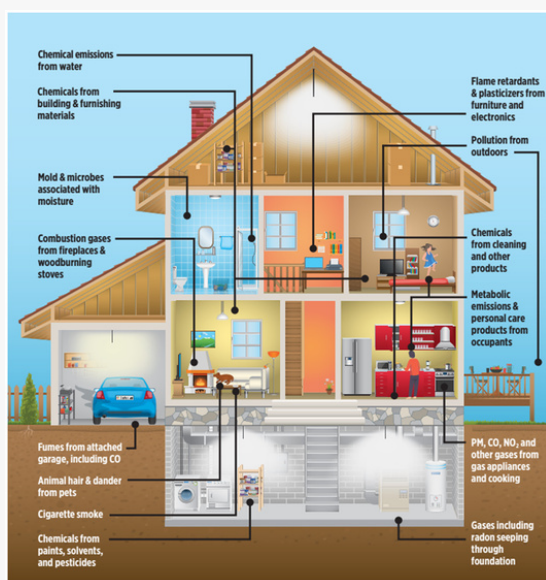 Chemical emissions
from water
Chemicals from
building & furnishing
materials
Mold & microbes
associated with
moisture
Combustion gases
from fireplaces &
woodburning
stoves
Flame retardants
& plasticizers from
furniture and
electronics
Pollution from
outdoors
Chemicals
from cleaning and
other products
Metabolic
emissions &
personal care
products from
occupants
Fumes from attached
garage, including CO
Animal hair & dander
from pets
Cigarette smoke
Chemicals from
paints, solvents,
and pesticides
PM, CO, NO₂ and
other gases from
gas appliances
and cooking
Gases including
radon seeping
through
foundation